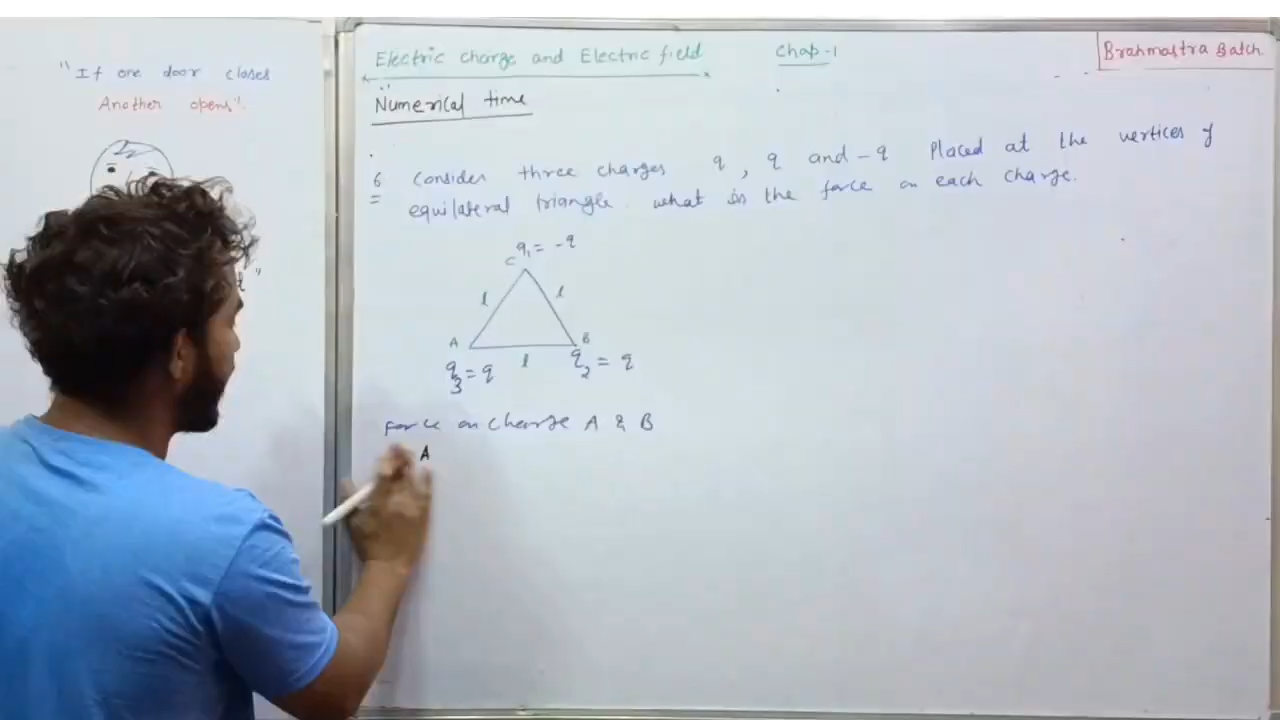 "If one door closes
Another opens".
Electric charge and Electric field
Chap-1
Brahmastra Batch
Numerical time
6 Consider three charges q, q and -q Placed at the vertices of
equilateral triangle. what is the force on each charge.
C q1 = -q
l l
A B
l
q3 = q q2 = q
Force on charge A & B
A